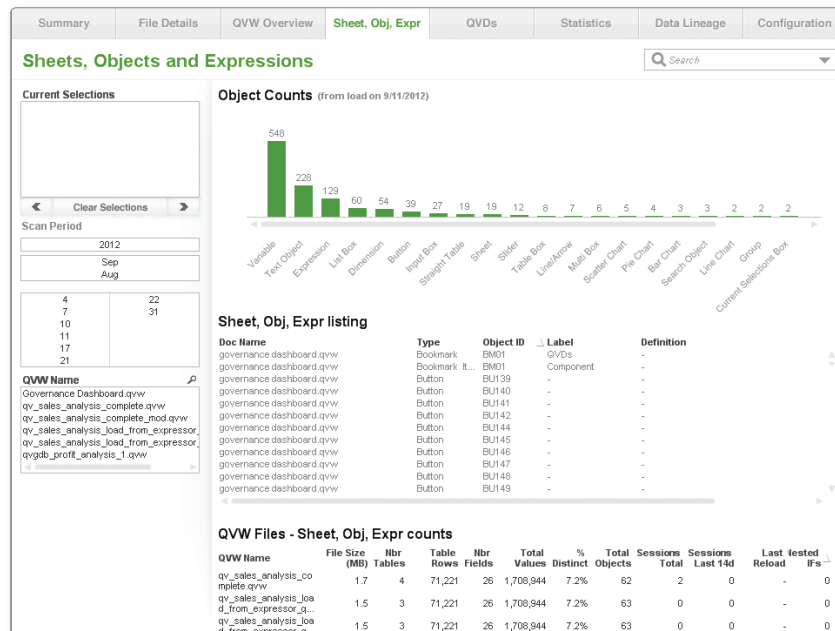 Summary File Details QVW Overview Sheet, Obj, Expr QVDs Statistics Data Lineage Configuration
Sheets, Objects and Expressions
Search
Current Selections
Clear Selections
Scan Period
2012
Sep
Aug
4 22
7 31
10
11
17
21
QVW Name
Governance Dashboard.qvw
qv_sales_analysis_complete.qvw
qv_sales_analysis_complete_mod.qvw
qv_sales_analysis_load_from_expressor_
qv_sales_analysis_load_from_expressor_
qvgdb_profit_analysis_1.qvw
Object Counts (from load on 9/11/2012)
548 228 129 60 54 39 27 19 19 12 8 7 6 5 4 3 3 2 2 2
Variable Text Object Expression List Box Dimension Button Input Box Straight Table Sheet Slider Table Box Line/Arrow Multi Box Scatter Chart Pie Chart Bar Chart Search Object Line Chart Group Current Selections Box
Sheet, Obj, Expr listing
Doc Name Type Object ID Label Definition
governance dashboard.qvw Bookmark BM01 QVDs -
governance dashboard.qvw Bookmark It... BM01 Component -
governance dashboard.qvw Button BU139 - -
governance dashboard.qvw Button BU140 - -
governance dashboard.qvw Button BU141 - -
governance dashboard.qvw Button BU142 - -
governance dashboard.qvw Button BU144 - -
governance dashboard.qvw Button BU145 - -
governance dashboard.qvw Button BU146 - -
governance dashboard.qvw Button BU147 - -
governance dashboard.qvw Button BU148 - -
governance dashboard.qvw Button BU149 - -
QVW Files - Sheet, Obj, Expr counts
File Size Nbr Table Nbr Total % Total Sessions Sessions Last Nested
QVW Name (MB) Tables Rows Fields Values Distinct Objects Total Last 14d Reload IFs
qv_sales_analysis_co
mplete.qvw 1.7 4 71,221 26 1,708,944 7.2% 62 2 0 - 0
qv_sales_analysis_loa
d_from_expressor_q... 1.5 3 71,221 26 1,708,944 7.2% 63 0 0 - 0
qv_sales_analysis_loa
d_from_expressor_q... 1.5 3 71,221 26 1,708,944 7.2% 63 0 0 - 0